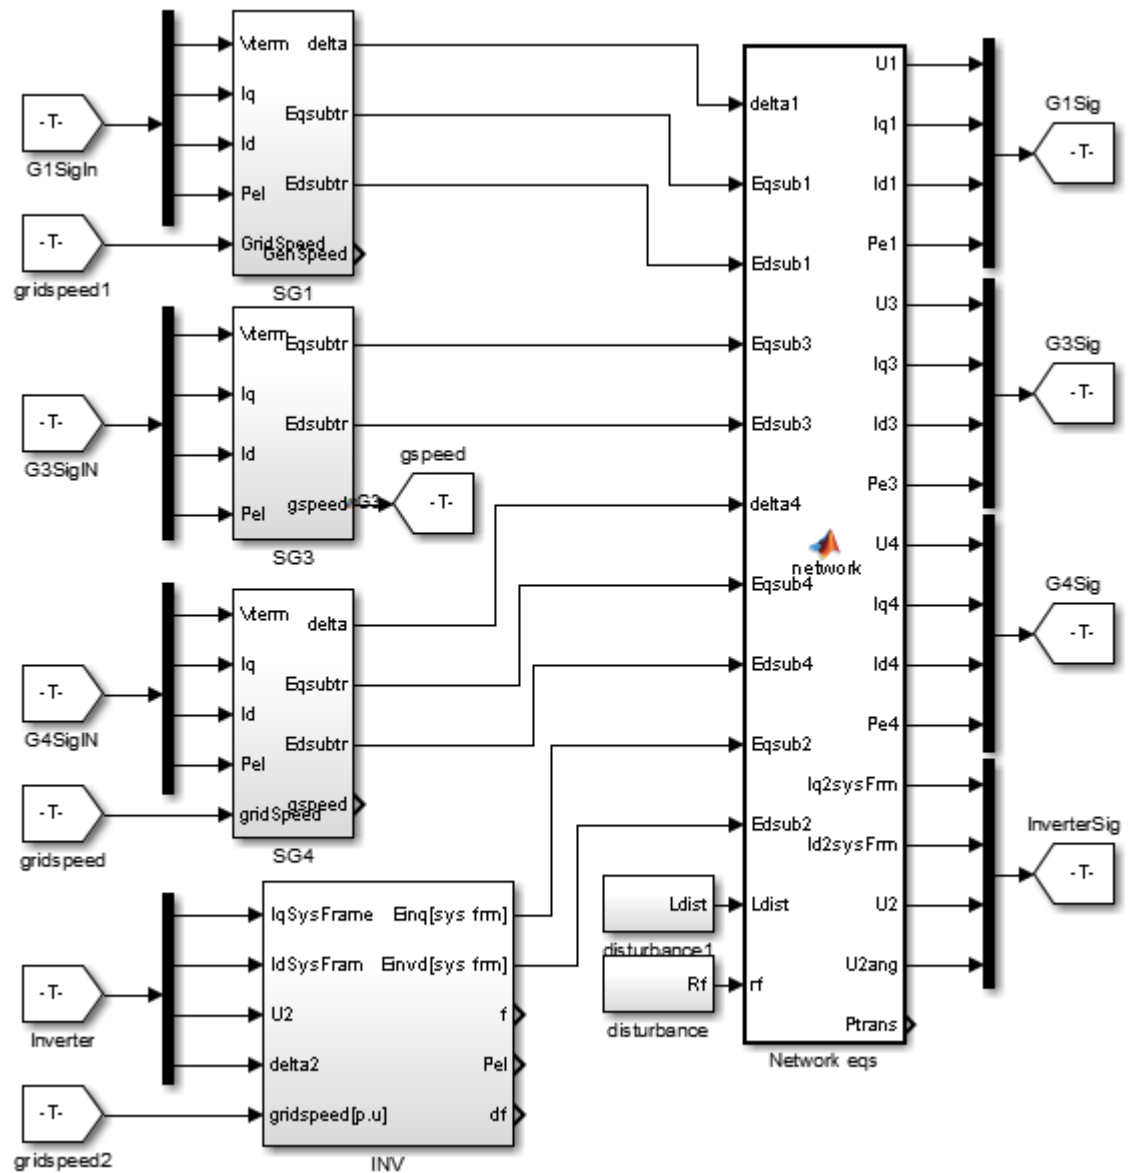 -T-
G1SigIn
-T-
gridspeed1
Vterm
Iq
Id
Pel
GridSpeed
delta
Eqsubtr
Edsubtr
GenSpeed
SG1
-T-
G3SigIN
Vterm
Iq
Id
Pel
Eqsubtr
Edsubtr
gspeed
SG3
G3
gspeed
-T-
-T-
G4SigIN
-T-
gridspeed
Vterm
Iq
Id
Pel
gridSpeed
delta
Eqsubtr
Edsubtr
gspeed
SG4
-T-
Inverter
-T-
gridspeed2
IqSysFrame
IdSysFram
U2
delta2
gridspeed[p.u]
Einq[sys frm]
Einvd[sys frm]
f
Pel
df
INV
Ldist
disturbance1
Rf
disturbance
delta1
Eqsub1
Edsub1
Eqsub3
Edsub3
delta4
Eqsub4
Edsub4
Eqsub2
Edsub2
Ldist
rf
network
U1
Iq1
Id1
Pe1
U3
Iq3
Id3
Pe3
U4
Iq4
Id4
Pe4
Iq2sysFrm
Id2sysFrm
U2
U2ang
Ptrans
Network eqs
G1Sig
-T-
G3Sig
-T-
G4Sig
-T-
InverterSig
-T-